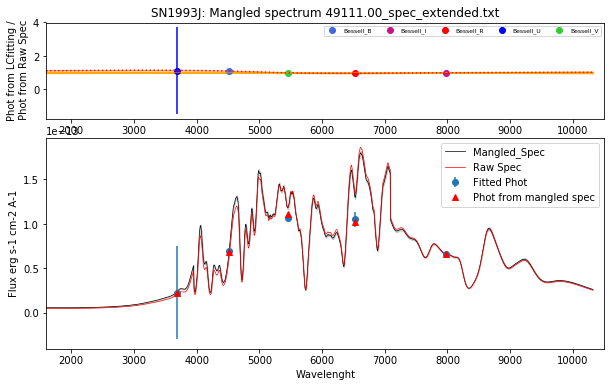 SN1993J: Mangled spectrum 49111.00_spec_extended.txt
Phot from LCfitting /
Phot from Raw Spec
4
2
0
Bessell_B
Bessell_I
Bessell_R
Bessell_U
Bessell_V
2000
3000
4000
5000
6000
7000
8000
9000
10000
1e−13
Flux erg s-1 cm-2 A-1
1.5
1.0
0.5
0.0
Mangled_Spec
Raw Spec
Fitted Phot
Phot from mangled spec
2000
3000
4000
5000
6000
7000
8000
9000
10000
Wavelenght